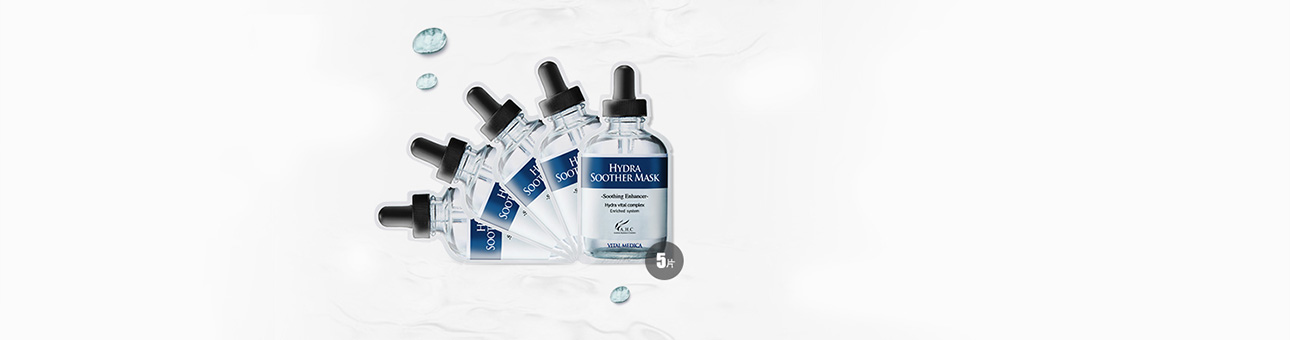 HYDRA
SOOTHER MASK
-Soothing Enhancer-
Hydra vital complex
Enriched system
A.H.C
VITAL MEDICA
5片